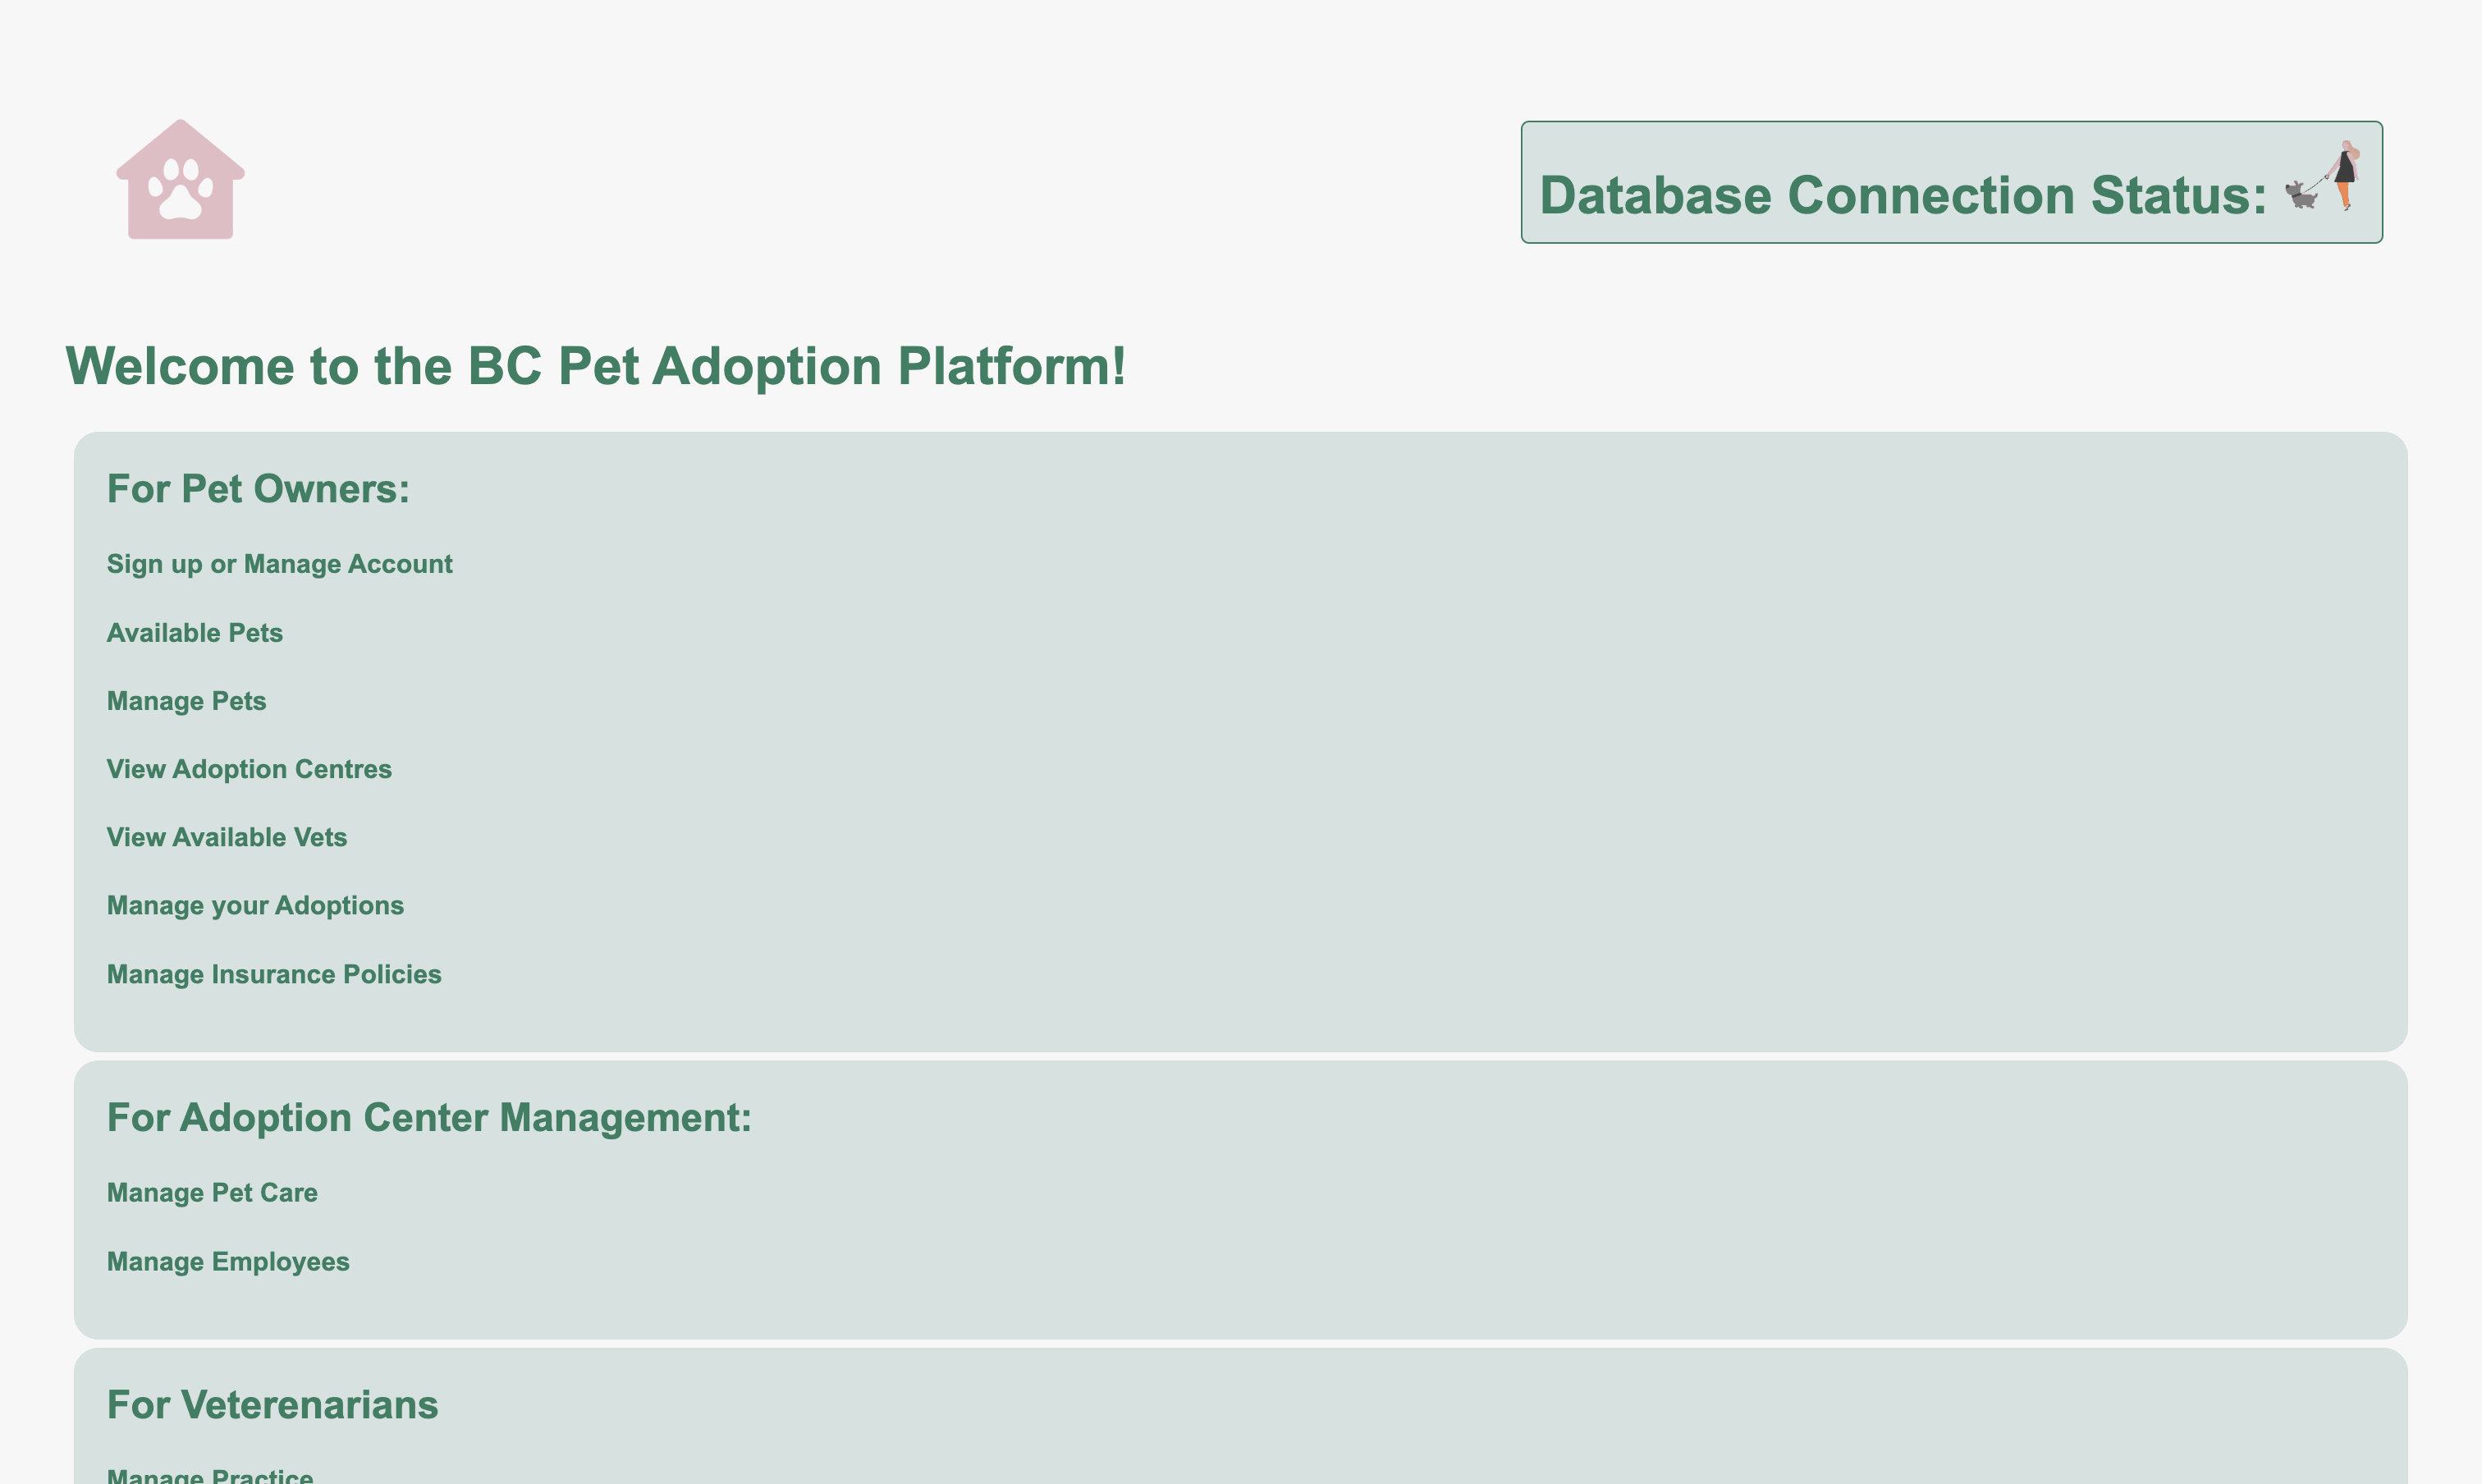 Database Connection Status:
Welcome to the BC Pet Adoption Platform!
For Pet Owners:
Sign up or Manage Account
Available Pets
Manage Pets
View Adoption Centres
View Available Vets
Manage your Adoptions
Manage Insurance Policies
For Adoption Center Management:
Manage Pet Care
Manage Employees
For Veterenarians
Manage Practice